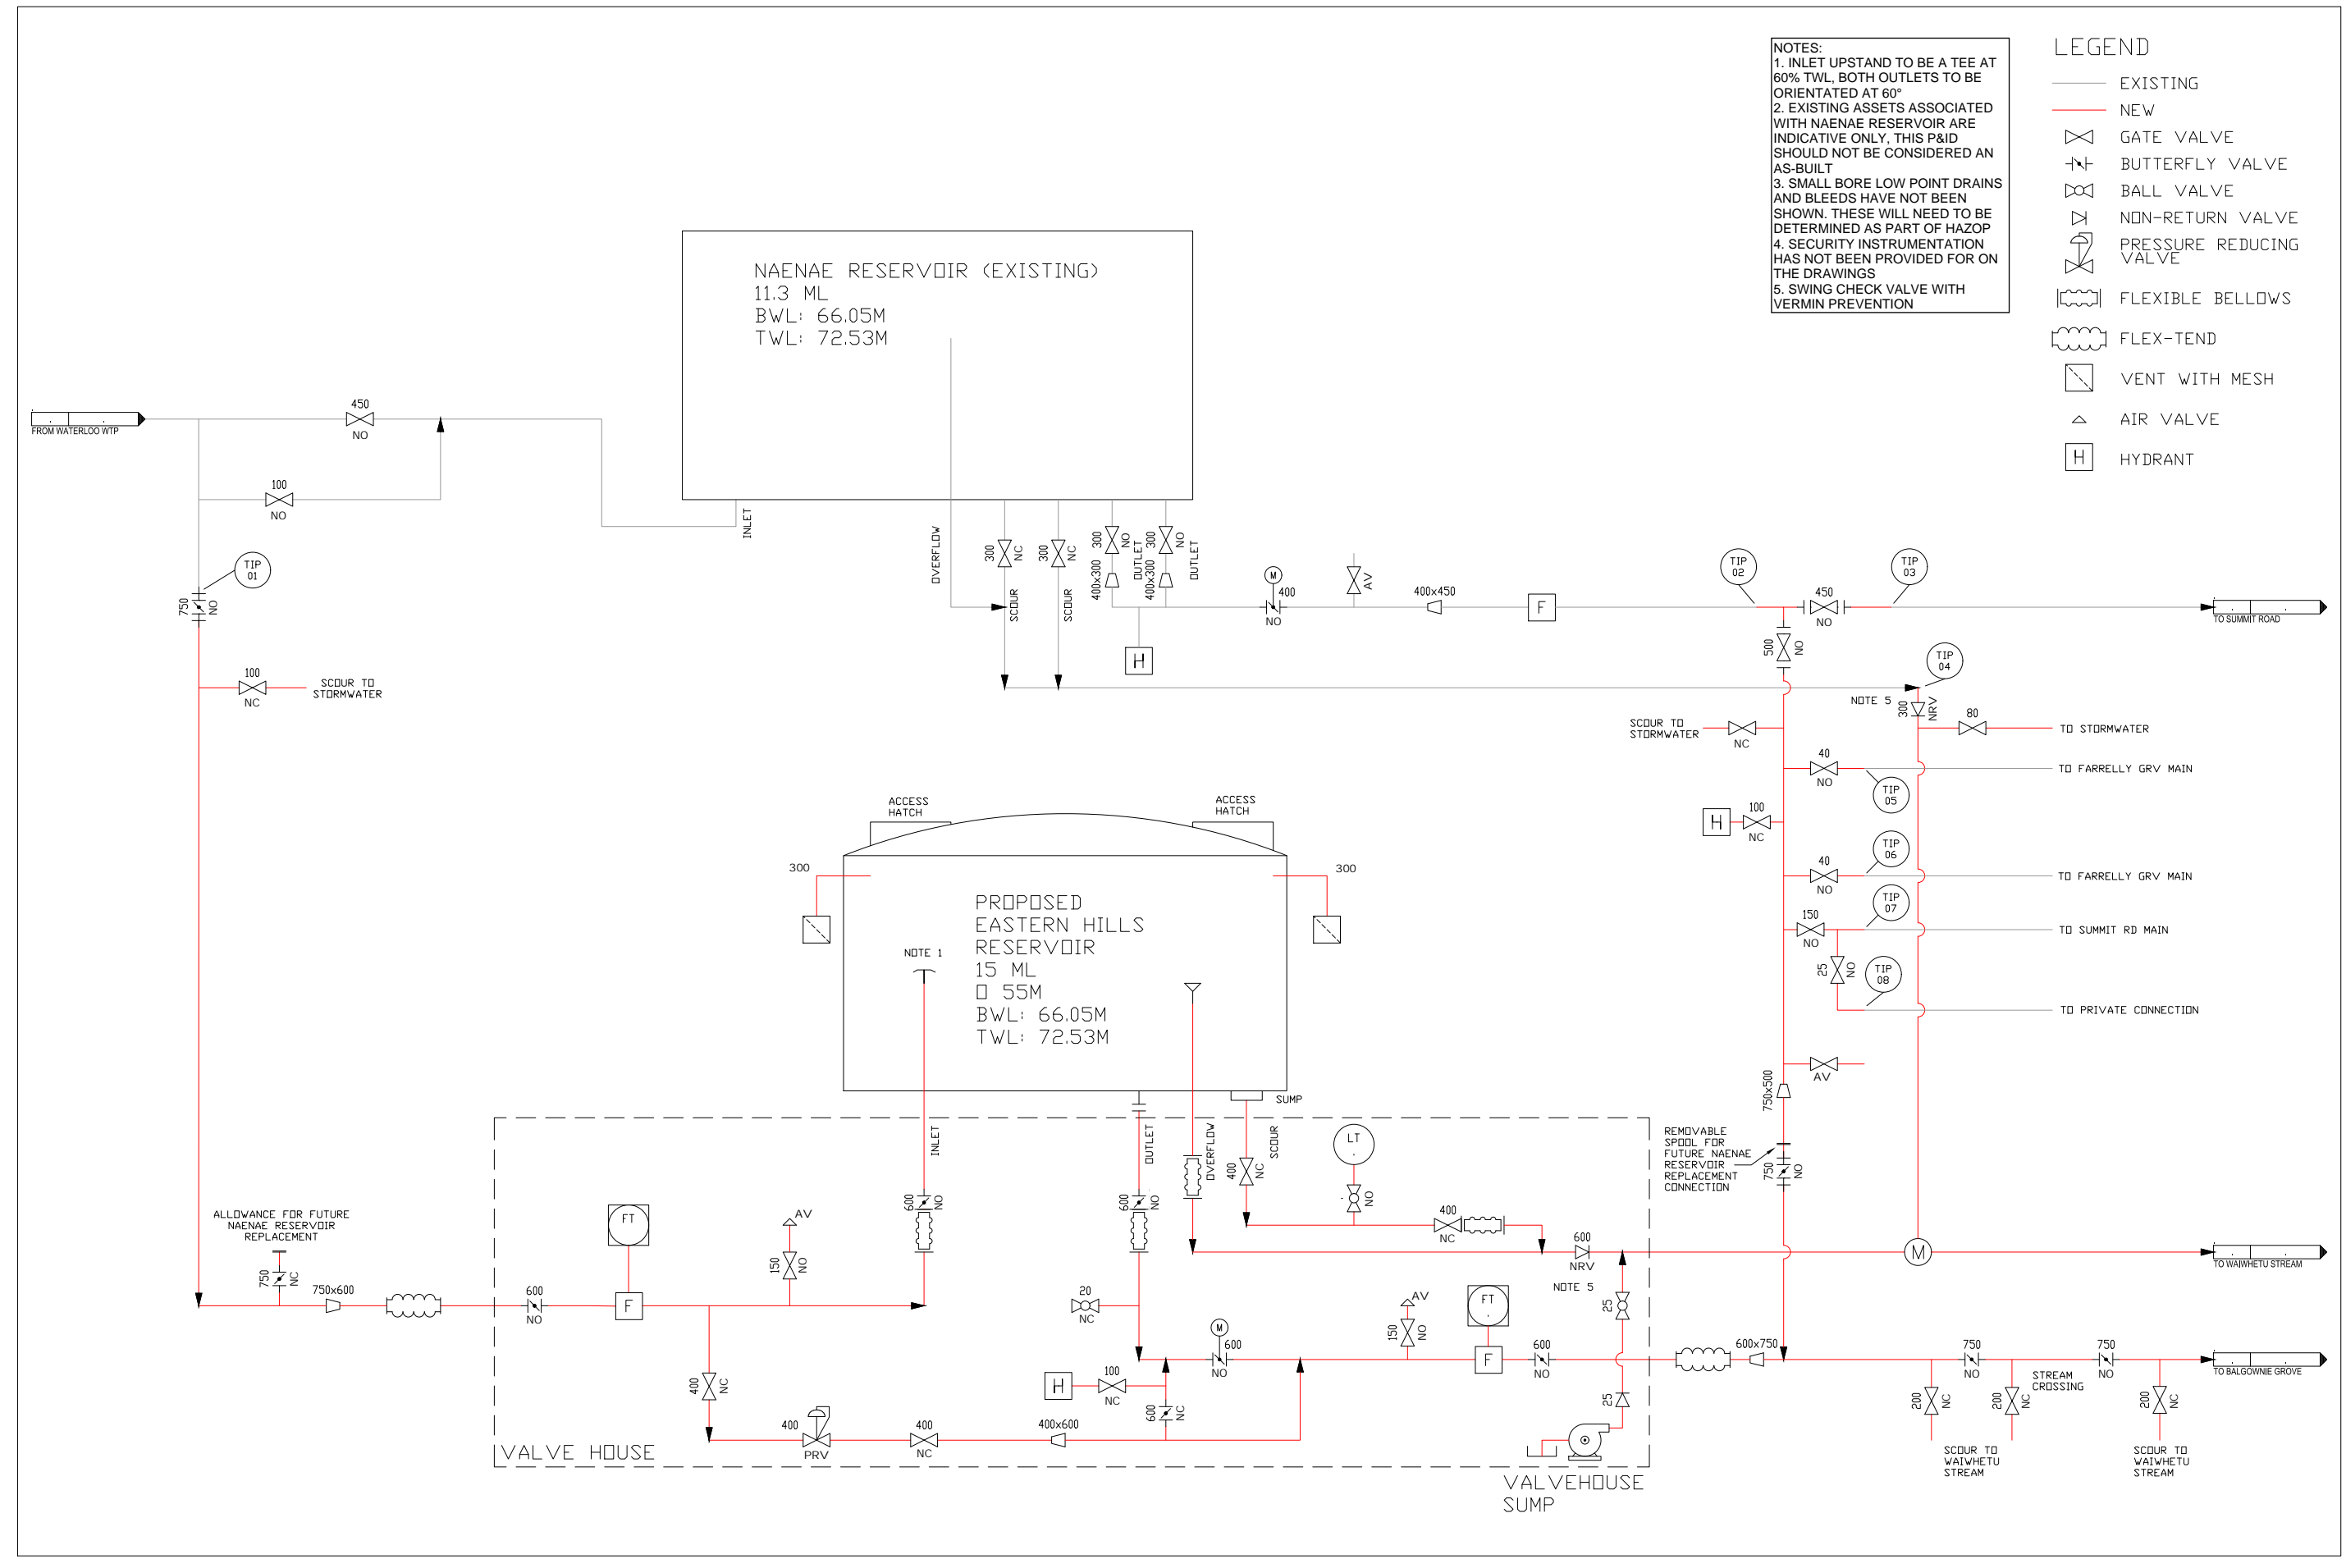 NOTES:
1. INLET UPSTAND TO BE A TEE AT
60% TWL, BOTH OUTLETS TO BE
ORIENTATED AT 60°
2. EXISTING ASSETS ASSOCIATED
WITH NAENAE RESERVOIR ARE
INDICATIVE ONLY, THIS P&ID
SHOULD NOT BE CONSIDERED AN
AS-BUILT
3. SMALL BORE LOW POINT DRAINS
AND BLEEDS HAVE NOT BEEN
SHOWN. THESE WILL NEED TO BE
DETERMINED AS PART OF HAZOP
4. SECURITY INSTRUMENTATION
HAS NOT BEEN PROVIDED FOR ON
THE DRAWINGS
5. SWING CHECK VALVE WITH
VERMIN PREVENTION
LEGEND
EXISTING
NEW
GATE VALVE
BUTTERFLY VALVE
BALL VALVE
NON-RETURN VALVE
PRESSURE REDUCING
VALVE
FLEXIBLE BELLOWS
FLEX-TEND
VENT WITH MESH
AIR VALVE
H
HYDRANT
NAENAE RESERVOIR (EXISTING)
11.3 ML
BWL: 66.05M
TWL: 72.53M
FROM WATERLOO WTP
450
NO
100
NO
TIP
01
750
NO
100
NC
SCOUR TO
STORMWATER
INLET
OVERFLOW
300
NC
SCOUR
300
NC
SCOUR
300
NO
OUTLET
400x300
300
NO
OUTLET
400x300
H
M
400
NO
AV
400x450
F
TIP
02
450
NO
TIP
03
TO SUMMIT ROAD
500
NO
TIP
04
NOTE 5
300
NRV
80
TO STORMWATER
SCOUR TO
STORMWATER
NC
40
NO
TIP
05
TO FARRELLY GRV MAIN
H
100
NC
40
NO
TIP
06
TO FARRELLY GRV MAIN
150
NO
TIP
07
TO SUMMIT RD MAIN
25
NO
TIP
08
TO PRIVATE CONNECTION
AV
750x500
REMOVABLE
SPOOL FOR
FUTURE NAENAE
RESERVOIR
REPLACEMENT
CONNECTION
750
NO
ACCESS
HATCH
ACCESS
HATCH
300
300
PROPOSED
EASTERN HILLS
RESERVOIR
15 ML
55M
BWL: 66.05M
TWL: 72.53M
NOTE 1
SUMP
INLET
OUTLET
OVERFLOW
SCOUR
600
NO
600
NO
400
NC
LT
NO
400
NC
600
NRV
NOTE 5
M
TO WAIWHETU STREAM
ALLOWANCE FOR FUTURE
NAENAE RESERVOIR
REPLACEMENT
750
NC
750x600
600
NO
FT
F
AV
150
NO
20
NC
M
600
NO
AV
150
NO
FT
F
600
NO
25
25
600x750
750
NO
750
NO
STREAM
CROSSING
TO BALGOWNIE GROVE
200
NC
200
NC
200
NC
SCOUR TO
WAIWHETU
STREAM
SCOUR TO
WAIWHETU
STREAM
400
NC
H
100
NC
600
NC
400
PRV
400
NC
400x600
VALVE HOUSE
VALVEHOUSE
SUMP